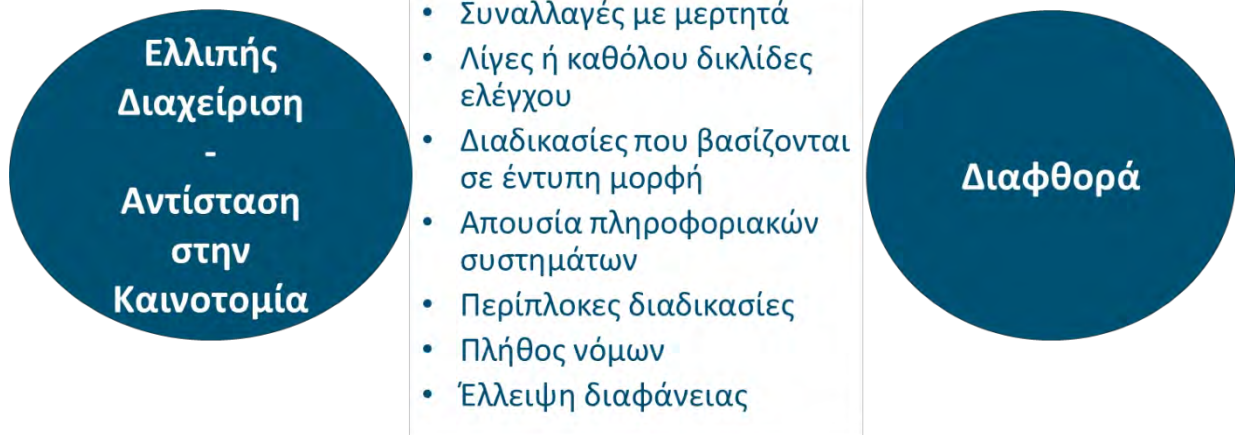 Ελλιπής
Διαχείριση
-
Αντίσταση
στην
Καινοτομία
• Συναλλαγές με μερτητά
• Λίγες ή καθόλου δικλίδες
ελέγχου
• Διαδικασίες που βασίζονται
σε έντυπη μορφή
• Απουσία πληροφοριακών
συστημάτων
• Περίπλοκες διαδικασίες
• Πλήθος νόμων
• Έλλειψη διαφάνειας
Διαφθορά